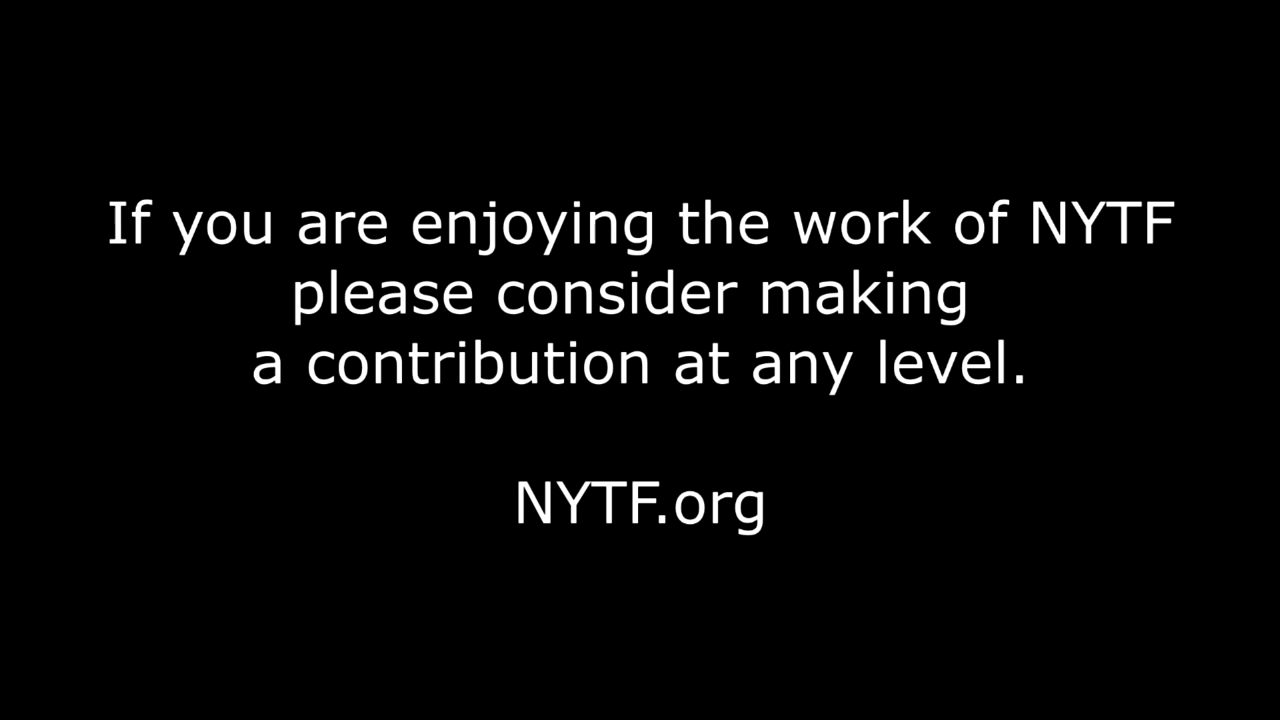 If you are enjoying the work of NYTF
please consider making
a contribution at any level.
NYTF.org